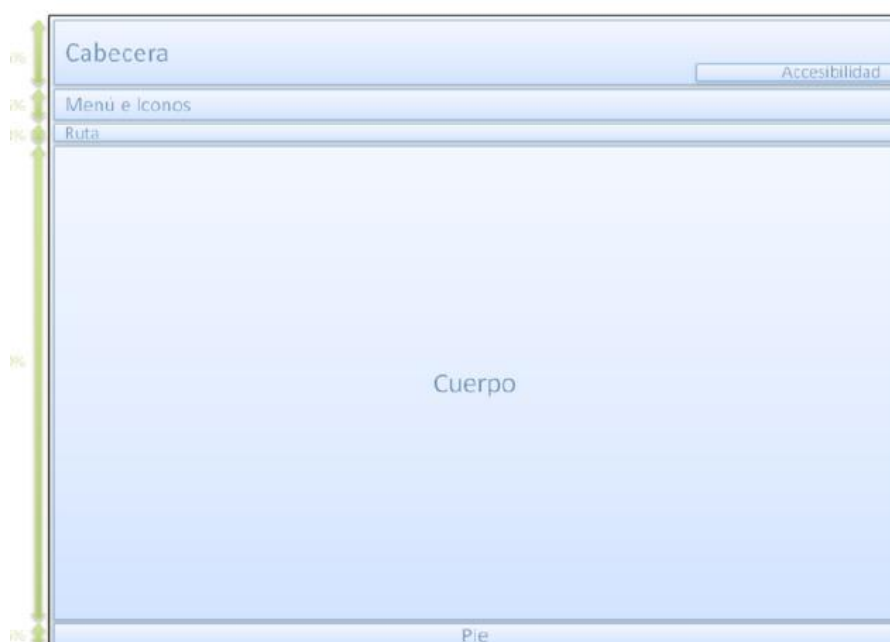 Cabecera
Accesibilidad
Menú e Iconos
Ruta
Cuerpo
Pie